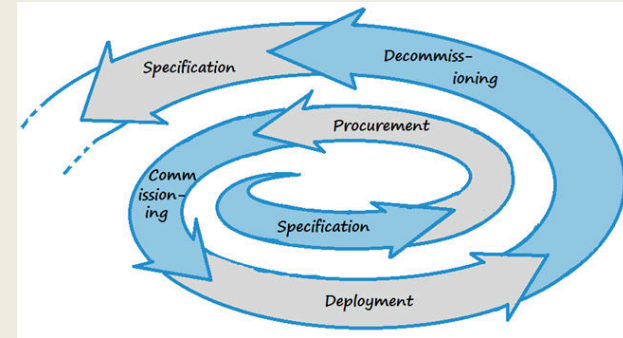 Specification
Decommiss-
ioning
Procurement
Comm
ission-
ing
Specification
Deployment